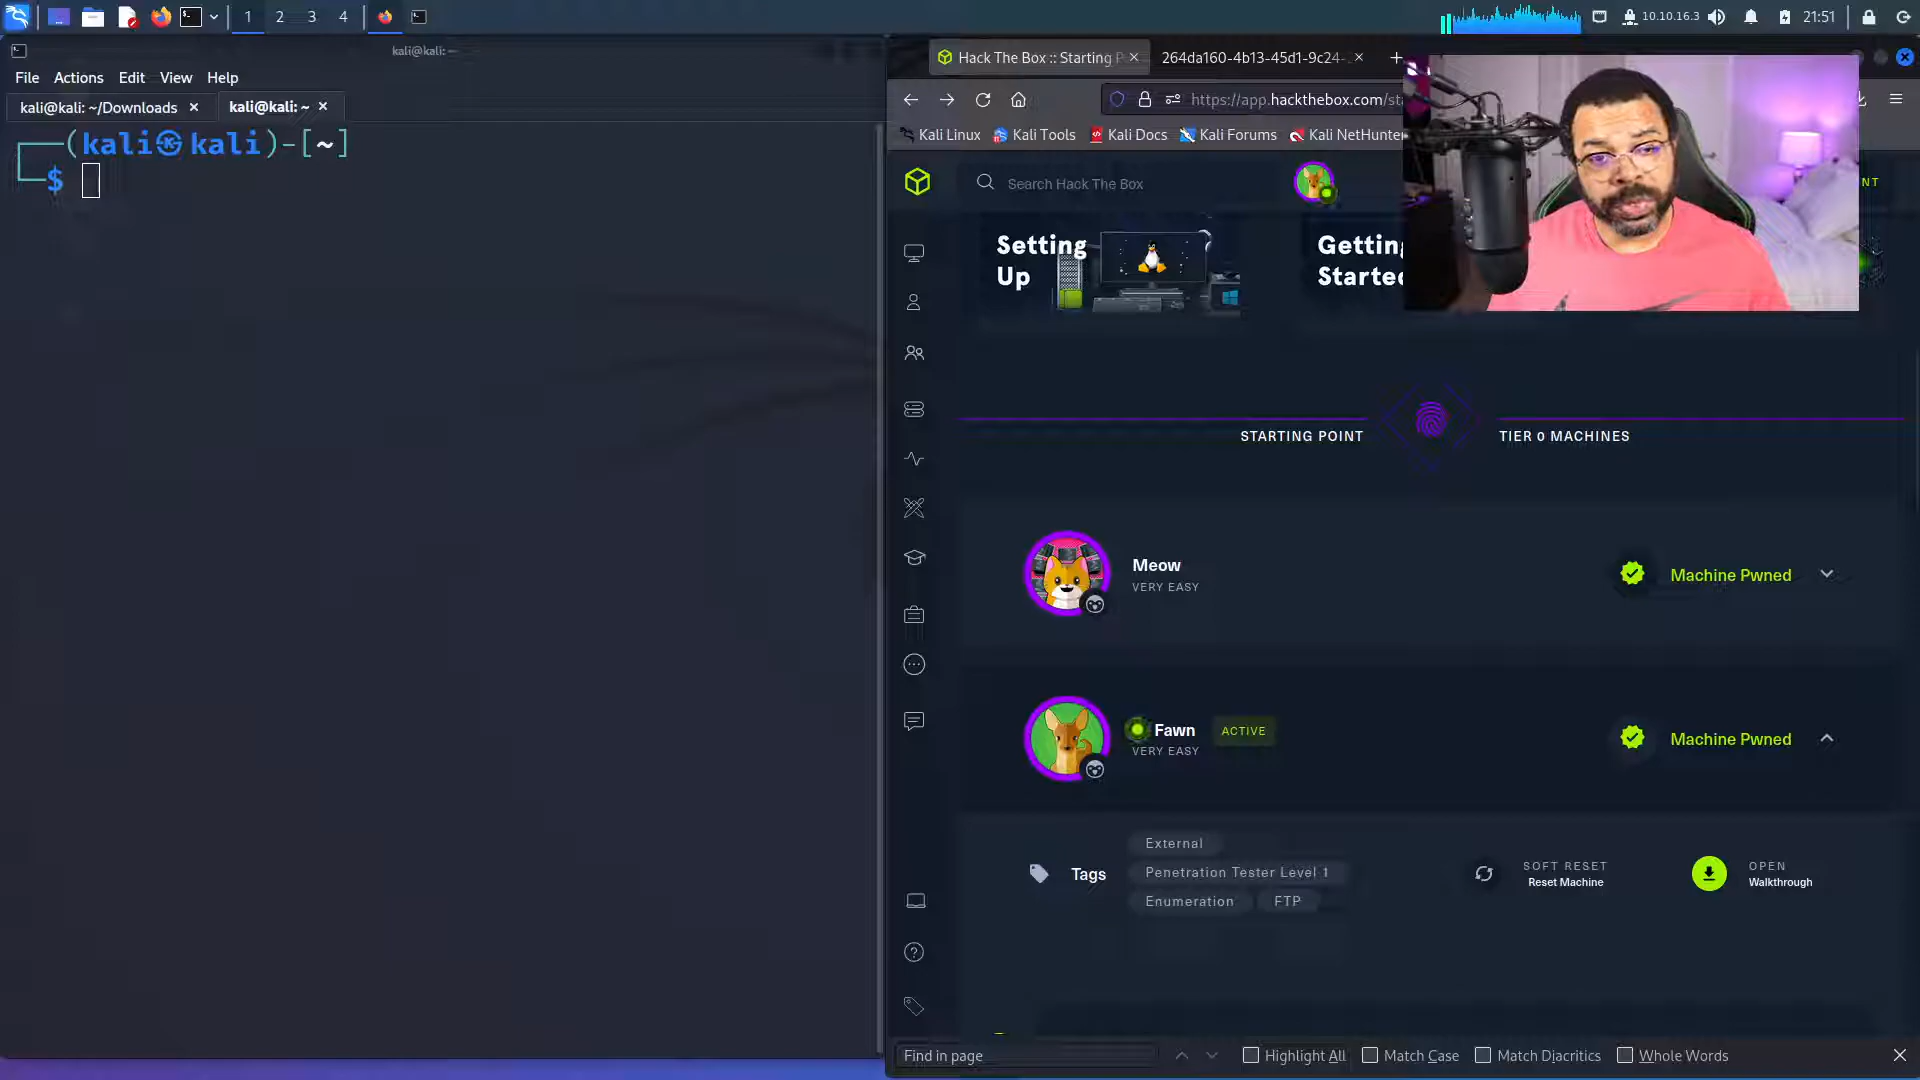 1 2 3 4
10.10.16.3
21:51
kali@kali: ~
File Actions Edit View Help
kali@kali: ~/Downloads
kali@kali: ~
(kali㉿kali)-[~]
$
Hack The Box :: Starting P
264da160-4b13-45d1-9c24-
https://app.hackthebox.com/sta
Kali Linux Kali Tools Kali Docs Kali Forums Kali NetHunter
Search Hack The Box
NT
Setting
Up
Getting
Started
STARTING POINT
TIER 0 MACHINES
Meow
VERY EASY
Machine Pwned
Fawn ACTIVE
VERY EASY
Machine Pwned
Tags
External
Penetration Tester Level 1
Enumeration FTP
SOFT RESET
Reset Machine
OPEN
Walkthrough
Find in page
Highlight All Match Case Match Diacritics Whole Words